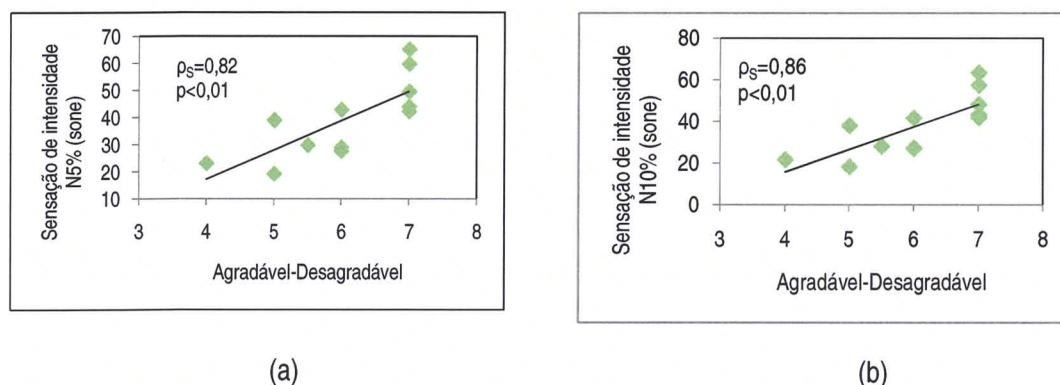 Sensação de intensidade
N5% (sone)
70
60
50
40
30
20
10
ρS=0,82
p<0,01
3 4 5 6 7 8
Agradável-Desagradável
(a)
Sensação de intensidade
N10% (sone)
80
60
40
20
0
ρS=0,86
p<0,01
3 4 5 6 7 8
Agradável-Desagradável
(b)